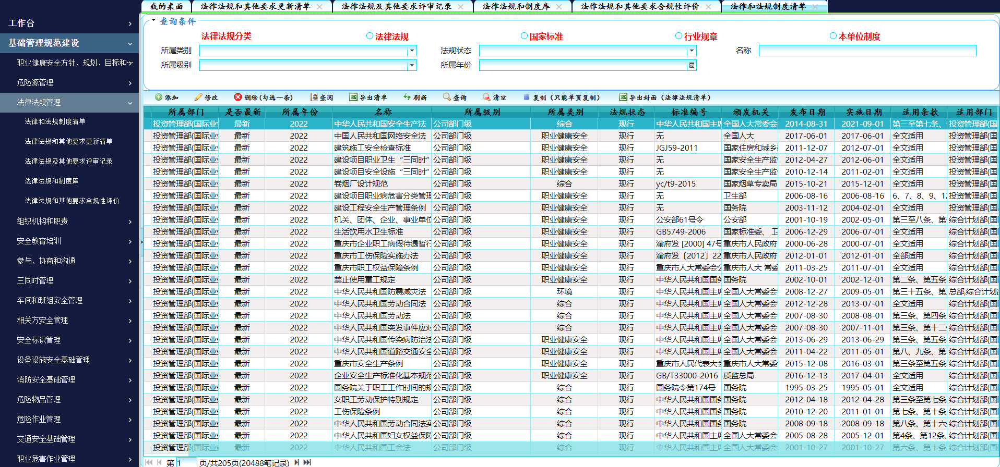 我的桌面 法律法规和其他要求更新清单 法律法规及其他要求评审记录 法律法规和制度库 法律法规和其他要求合规性评价 法律和法规制度清单
工作台
基础管理规范建设
职业健康安全方针、规划、目标和
危险源管理
法律法规管理
法律和法规制度清单
法律法规和其他要求更新清单
法律法规及其他要求评审记录
法律法规和制度库
法律法规和其他要求合规性评价
组织机构和职责
安全教育培训
参与、协商和沟通
三同时管理
车间和班组安全管理
相关方安全管理
安全标识管理
设备设施安全基础管理
消防安全基础管理
危险物品管理
危险作业管理
交通安全基础管理
职业危害作业管理
查询条件
法律法规分类 法律法规 国家标准 行业规章 本单位制度
所属类别 法规状态 名称
所属级别 所属年份
添加 修改 删除(勾选一条) 查阅 导出清单 刷新 查询 清空 复制（只能单页复制） 导出封面（法律法规清单）
所属部门 是否最新 所属年份 名称 所属级别 所属类别 法规状态 标准编号 颁发机关 发布日期 实施日期 适用条款 适用部门
投资管理部(国际业 最新 2022 中华人民共和国安全生产法 公司部门级 综合 现行 中华人民共和国主席 全国人大常委会 2014-08-31 2021-09-01 第三至第七条、 投资管理部(国
投资管理部(国际业 最新 2022 中国人民共和国网络安全法 公司部门级 职业健康安全 现行 无 全国人大 2017-06-01 2017-06-01 全文适用 投资管理部(国
投资管理部(国际业 最新 2022 建筑施工安全检查标准 公司部门级 职业健康安全 现行 JGJ59-2011 国家住房和城乡 2011-12-07 2012-07-01 全文适用 投资管理部(国
投资管理部(国际业 最新 2022 建设项目职业卫生“三同时” 公司部门级 职业健康安全 现行 无 国家安全生产监 2012-04-27 2012-06-01 全文适用 投资管理部(国
投资管理部(国际业 最新 2022 建设项目安全设施“三同时” 公司部门级 职业健康安全 现行 无 国家安全生产监 2010-12-14 2011-02-01 全文适用 投资管理部(国
投资管理部(国际业 最新 2022 卷烟厂设计规范 公司部门级 综合 现行 yc/t9-2015 国家烟草专卖局 2015-10-21 2015-12-01 全文适用 投资管理部(国
投资管理部(国际业 最新 2022 建设项目职业病危害分类管理 公司部门级 职业健康安全 现行 无 卫生部 2006-08-16 2006-08-16 6、7、8、9、1 投资管理部(国
投资管理部(国际业 最新 2022 建设工程安全生产管理条例 公司部门级 职业健康安全 现行 无 国务院 2003-11-12 2004-02-01 全文适用 投资管理部(国
投资管理部(国际业 最新 2022 机关、团体、企业、事业单位 公司部门级 职业健康安全 现行 公安部61号令 公安部 2001-10-19 2002-05-01 第三至八条、第 综合计划部(国
投资管理部(国际业 最新 2022 生活饮用水卫生标准 公司部门级 职业健康安全 现行 GB5749-2006 国家标准委、 卫 2006-12-29 2006-07-01 全文适用 综合计划部(国
投资管理部(国际业 最新 2022 重庆市企业职工病假待遇暂行 公司部门级 职业健康安全 现行 渝府发 [2000] 47号 重庆市人民政府 2000-06-28 2000-07-01 全文适用 综合计划部(国
投资管理部(国际业 最新 2022 重庆市工伤保险实施办法 公司部门级 职业健康安全 现行 渝府发〔2012〕22 重庆市人民政府 2012-01-01 2012-01-01 全部适用 综合计划部(国
投资管理部(国际业 最新 2022 重庆市职工权益保障条例 公司部门级 职业健康安全 现行 重庆市人大常委会公 重庆市人大 常委 2011-03-25 2011-07-01 全文适用 综合计划部(国
投资管理部(国际业 最新 2022 禁止使用童工规定 公司部门级 职业健康安全 现行 中华人民共和国国务 国务院 2002-10-01 2002-12-01 第二条、第五条 综合计划部(国
投资管理部(国际业 最新 2022 中华人民共和国防震减灾法 公司部门级 环境 现行 中华人民共和国主席 全国人大常委会 2008-12-27 2009-05-01 第三十五条、第 总部,综合计划部
投资管理部(国际业 最新 2022 中华人民共和国劳动合同法 公司部门级 综合 现行 中华人民共和国主席 全国人大常委会 2012-12-28 2013-07-01 全文适用 综合计划部(国
投资管理部(国际业 最新 2022 中华人民共和国劳动法 公司部门级 综合 现行 中华人民共和国主席 全国人大常委会 2007-08-30 2008-08-01 第三条、第四条 综合计划部(国
投资管理部(国际业 最新 2022 中华人民共和国突发事件应对 公司部门级 综合 现行 中华人民共和国主席 全国人大常委会 2007-08-30 2007-11-01 第三条、第十二 综合计划部(国
投资管理部(国际业 最新 2022 中华人民共和国传染病防治法 公司部门级 职业健康安全 现行 中华人民共和国主席 全国人大常委会 2013-06-29 2013-06-29 第三条、第五条 综合计划部(国
投资管理部(国际业 最新 2022 中华人民共和国道路交通安全 公司部门级 职业健康安全 现行 中华人民共和国主席 全国人大常委会 2011-04-22 2011-05-01 第八、九条、第 综合计划部(国
投资管理部(国际业 最新 2022 重庆市安全生产条例 公司部门级 职业健康安全 现行 重庆市人民代表大会 重庆市人大常委 2015-12-08 2016-03-01 第三条至第五条 综合计划部(国
投资管理部(国际业 最新 2022 企业安全生产标准化基本规范 公司部门级 职业健康安全 现行 GB/T33000-2016 质监总局 2016-12-13 2017-04-01 全文适用 综合计划部(国
投资管理部(国际业 最新 2022 国务院关于职工工作时间的规 公司部门级 综合 现行 国务院令第174号 国务院 1995-03-25 1995-05-01 全文适用 综合计划部(国
投资管理部(国际业 最新 2022 女职工劳动保护特别规定 公司部门级 综合 现行 中华人民共和国国务 国务院 2012-04-18 2012-04-28 第三条至第七条 综合计划部(国
投资管理部(国际业 最新 2022 工伤保险条例 公司部门级 综合 现行 中华人民共和国国务 国务院 2010-12-20 2011-01-01 第七条、第十条 综合计划部(国
投资管理部(国际业 最新 2022 中华人民共和国劳动合同法实 公司部门级 综合 现行 中华人民共和国国务 国务院 2008-09-18 2008-09-18 第八条、第十六 综合计划部(国
投资管理部(国际业 最新 2022 中华人民共和国妇女权益保障 公司部门级 综合 现行 中华人民共和国主席 全国人大常委会 2005-08-28 2005-12-01 第4条、第12条、 综合计划部(国
投资管理部(国际业 最新 2022 中华人民共和国工会法 公司部门级 综合 现行 中华人民共和国主席 全国人大常委会 2001-10-27 2001-10-27 第六条、第十条 综合计划部(国
第 1 页/共205页(20488笔记录)